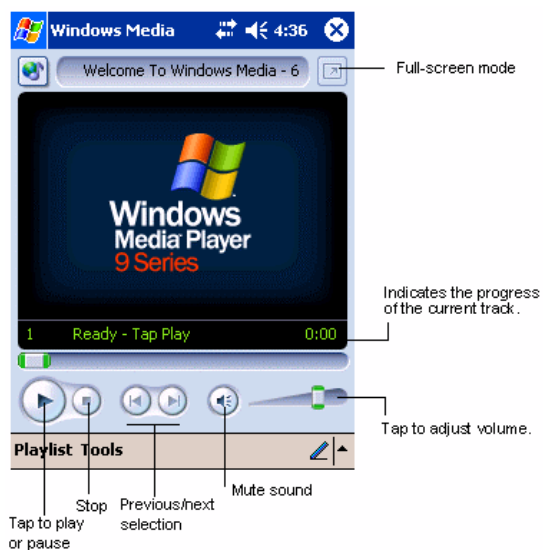 Windows Media 4:36
Welcome To Windows Media - 6
Full-screen mode
Windows
Media Player
9 Series
Indicates the progress
of the current track.
1 Ready - Tap Play 0:00
Tap to adjust volume.
Playlist Tools
Mute sound
Stop
Previous/next
selection
Tap to play
or pause